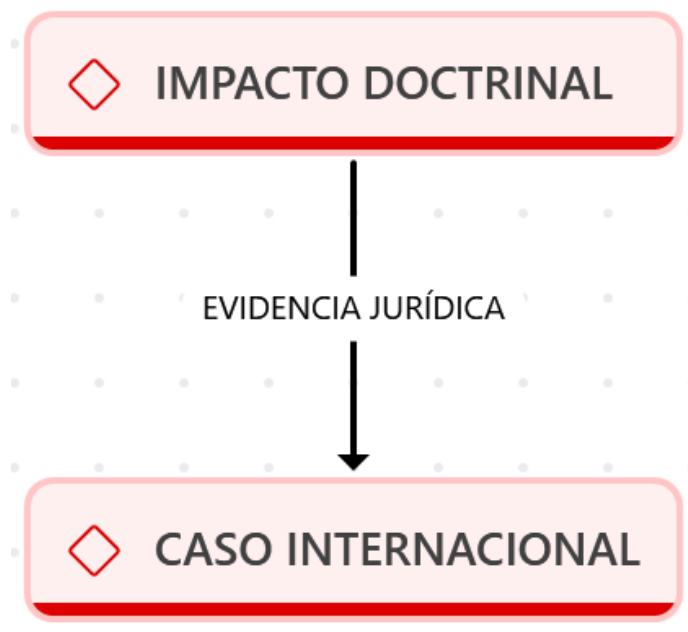 IMPACTO DOCTRINAL
EVIDENCIA JURÍDICA
CASO INTERNACIONAL